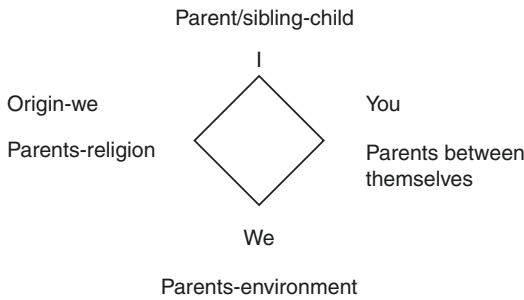 Parent/sibling-child
I
Origin-we
You
Parents-religion
Parents between
themselves
We
Parents-environment